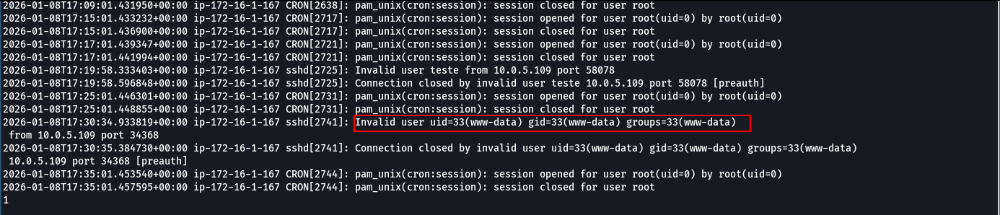 2026-01-08T17:09:01.431950+00:00 ip-172-16-1-167 CRON[2638]: pam_unix(cron:session): session closed for user root
2026-01-08T17:15:01.433232+00:00 ip-172-16-1-167 CRON[2717]: pam_unix(cron:session): session opened for user root(uid=0) by root(uid=0)
2026-01-08T17:15:01.436900+00:00 ip-172-16-1-167 CRON[2717]: pam_unix(cron:session): session closed for user root
2026-01-08T17:17:01.439347+00:00 ip-172-16-1-167 CRON[2721]: pam_unix(cron:session): session opened for user root(uid=0) by root(uid=0)
2026-01-08T17:17:01.441994+00:00 ip-172-16-1-167 CRON[2721]: pam_unix(cron:session): session closed for user root
2026-01-08T17:19:58.333403+00:00 ip-172-16-1-167 sshd[2725]: Invalid user teste from 10.0.5.109 port 58078
2026-01-08T17:19:58.596848+00:00 ip-172-16-1-167 sshd[2725]: Connection closed by invalid user teste 10.0.5.109 port 58078 [preauth]
2026-01-08T17:25:01.446301+00:00 ip-172-16-1-167 CRON[2731]: pam_unix(cron:session): session opened for user root(uid=0) by root(uid=0)
2026-01-08T17:25:01.448855+00:00 ip-172-16-1-167 CRON[2731]: pam_unix(cron:session): session closed for user root
2026-01-08T17:30:34.933819+00:00 ip-172-16-1-167 sshd[2741]: Invalid user uid=33(www-data) gid=33(www-data) groups=33(www-data)
 from 10.0.5.109 port 34368
2026-01-08T17:30:35.384730+00:00 ip-172-16-1-167 sshd[2741]: Connection closed by invalid user uid=33(www-data) gid=33(www-data) groups=33(www-data)
 10.0.5.109 port 34368 [preauth]
2026-01-08T17:35:01.453540+00:00 ip-172-16-1-167 CRON[2744]: pam_unix(cron:session): session opened for user root(uid=0) by root(uid=0)
2026-01-08T17:35:01.457595+00:00 ip-172-16-1-167 CRON[2744]: pam_unix(cron:session): session closed for user root
1